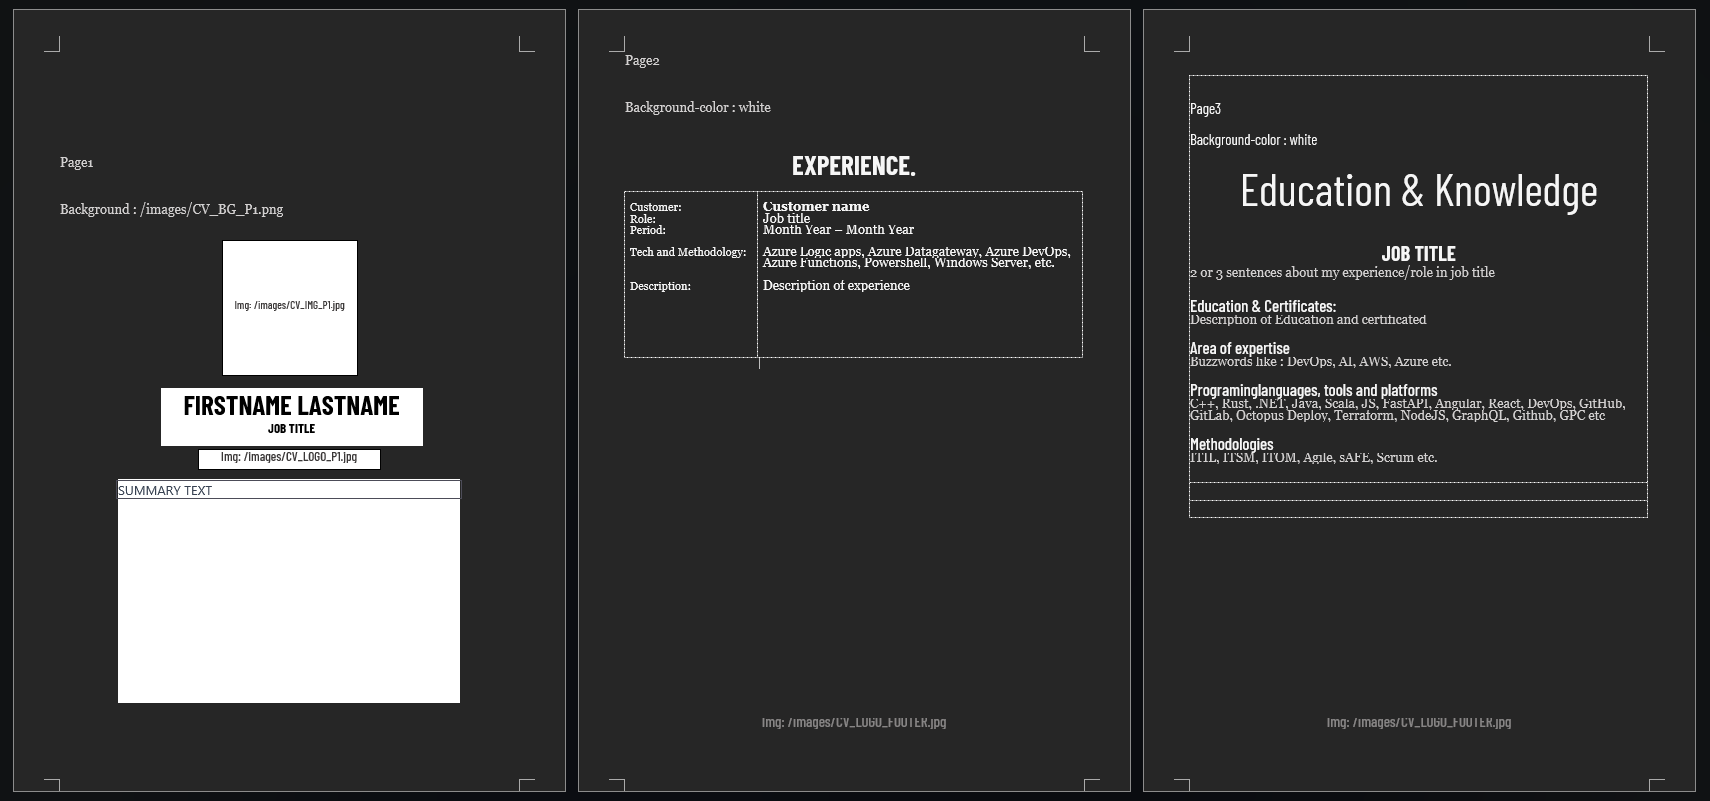 Page1
Background : /images/CV_BG_P1.png
Img: /images/CV_IMG_P1.jpg
FIRSTNAME LASTNAME
JOB TITLE
Img: /images/CV_LOGO_P1.jpg
SUMMARY TEXT
Page2
Background-color : white
EXPERIENCE.
Customer: Customer name
Role: Job title
Period: Month Year – Month Year
Tech and Methodology: Azure Logic apps, Azure Datagateway, Azure DevOps,
Azure Functions, Powershell, Windows Server, etc.
Description: Description of experience
Img: /images/CV_LOGO_FOOTER.jpg
Page3
Background-color : white
Education & Knowledge
JOB TITLE
2 or 3 sentences about my experience/role in job title
Education & Certificates:
Description of Education and certificated
Area of expertise
Buzzwords like : DevOps, AI, AWS, Azure etc.
Programinglanguages, tools and platforms
C++, Rust, .NET, Java, Scala, JS, FastAPI, Angular, React, DevOps, GitHub,
GitLab, Octopus Deploy, Terraform, NodeJS, GraphQL, Github, GPC etc
Methodologies
ITIL, ITSM, ITOM, Agile, sAFE, Scrum etc.
Img: /images/CV_LOGO_FOOTER.jpg